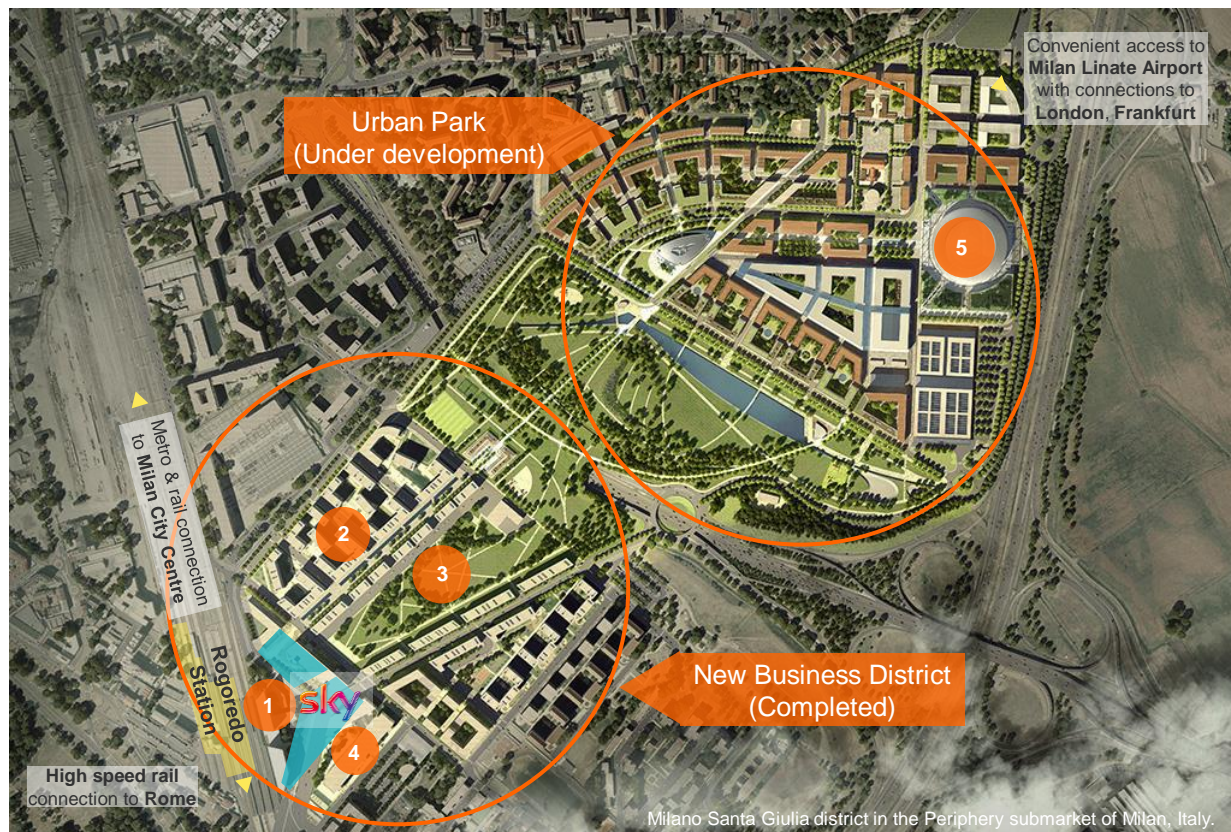 Convenient access to
Milan Linate Airport
with connections to
London, Frankfurt
Urban Park
(Under development)
5
Metro & rail connection
to Milan City Centre
2
3
Rogoredo
Station
1
sky
4
New Business District
(Completed)
High speed rail
connection to Rome
Milano Santa Giulia district in the Periphery submarket of Milan, Italy.